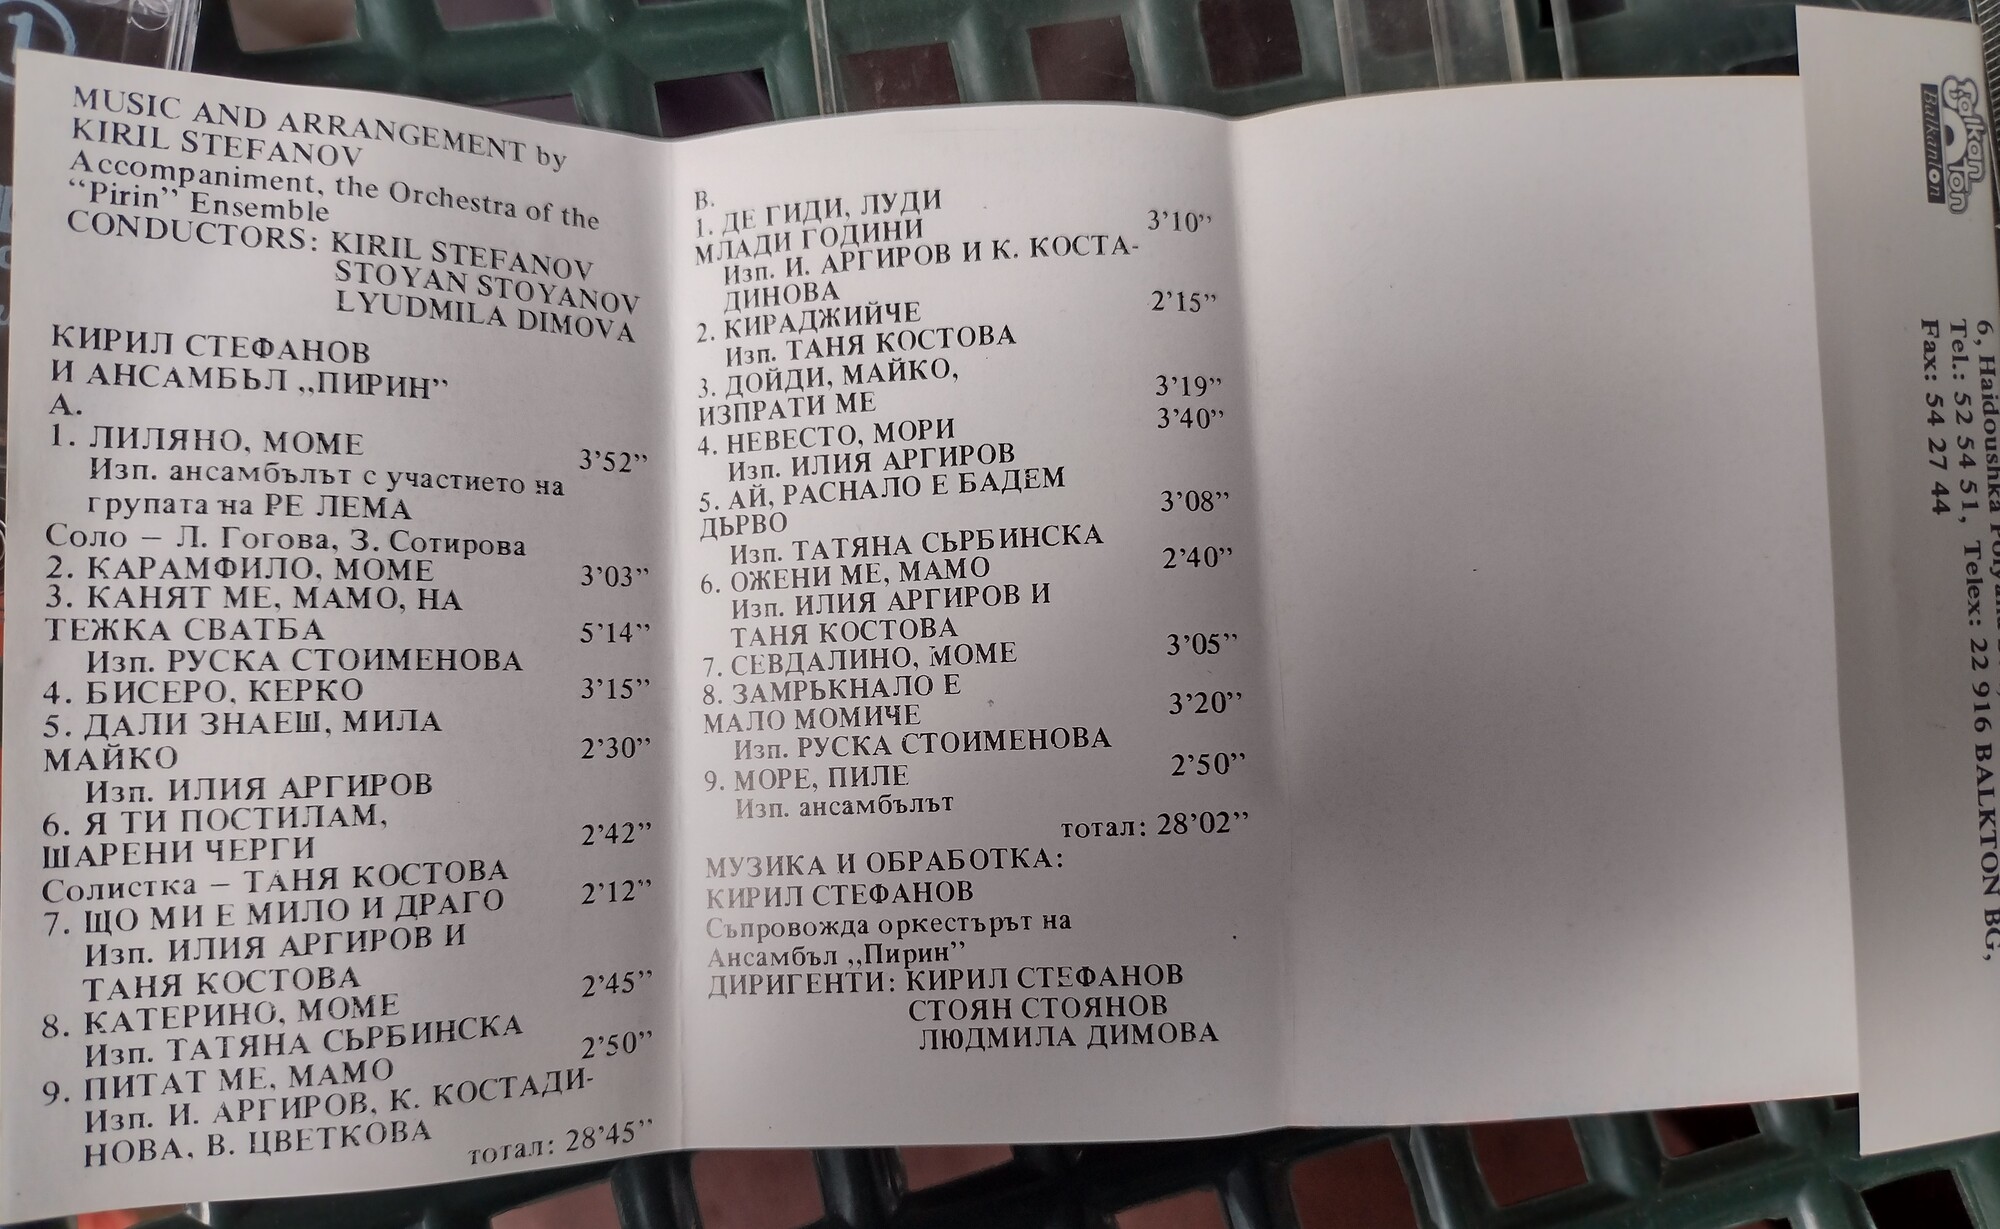 MUSIC AND ARRANGEMENT by
KIRIL STEFANOV
Accompaniment, the Orchestra of the
“Pirin” Ensemble
CONDUCTORS: KIRIL STEFANOV
STOYAN STOYANOV
LYUDMILA DIMOVA
КИРИЛ СТЕФАНОВ
И АНСАМБЪЛ „ПИРИН”
А.
1. ЛИЛЯНО, МОМЕ 3’52”
Изп. ансамбълът с участието на
групата на РЕ ЛЕМА
Соло – Л. Гогова, З. Сотирова
2. КАРАМФИЛО, МОМЕ 3’03”
3. КАНЯТ МЕ, МАМО, НА
ТЕЖКА СВАТБА 5’14”
Изп. РУСКА СТОИМЕНОВА
4. БИСЕРО, КЕРКО 3’15”
5. ДАЛИ ЗНАЕШ, МИЛА
МАЙКО 2’30”
Изп. ИЛИЯ АРГИРОВ
6. Я ТИ ПОСТИЛАМ,
ШАРЕНИ ЧЕРГИ 2’42”
Солистка – ТАНЯ КОСТОВА
7. ЩО МИ Е МИЛО И ДРАГО 2’12”
Изп. ИЛИЯ АРГИРОВ И
ТАНЯ КОСТОВА
8. КАТЕРИНО, МОМЕ 2’45”
Изп. ТАТЯНА СЪРБИНСКА
9. ПИТАТ МЕ, МАМО 2’50”
Изп. И. АРГИРОВ, К. КОСТАДИ-
НОВА, В. ЦВЕТКОВА
тотал: 28’45”
В.
1. ДЕ ГИДИ, ЛУДИ
МЛАДИ ГОДИНИ 3’10”
Изп. И. АРГИРОВ И К. КОСТА-
ДИНОВА
2. КИРАДЖИЙЧЕ 2’15”
Изп. ТАНЯ КОСТОВА
3. ДОЙДИ, МАЙКО,
ИЗПРАТИ МЕ 3’19”
4. НЕВЕСТО, МОРИ 3’40”
Изп. ИЛИЯ АРГИРОВ
5. АЙ, РАСНАЛО Е БАДЕМ
ДЪРВО 3’08”
Изп. ТАТЯНА СЪРБИНСКА
6. ОЖЕНИ МЕ, МАМО 2’40”
Изп. ИЛИЯ АРГИРОВ И
ТАНЯ КОСТОВА
7. СЕВДАЛИНО, МОМЕ 3’05”
8. ЗАМРЪКНАЛО Е
МАЛО МОМИЧЕ 3’20”
Изп. РУСКА СТОИМЕНОВА
9. МОРЕ, ПИЛЕ 2’50”
Изп. ансамбълът
тотал: 28’02”
МУЗИКА И ОБРАБОТКА:
КИРИЛ СТЕФАНОВ
Съпровожда оркестърът на
Ансамбъл „Пирин”
ДИРИГЕНТИ: КИРИЛ СТЕФАНОВ
СТОЯН СТОЯНОВ
ЛЮДМИЛА ДИМОВА
Balkanton
Balkanton
6, Haidoushka
Tel.: 52 54 51, Telex: 22 916 BALKTON BG,
Fax: 54 27 44